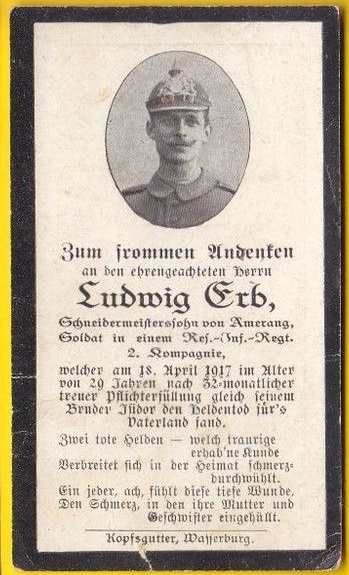 Zum frommen Andenken
an den ehrengeachteten Herrn
Ludwig Erb,
Schneidermeisterssohn von Amerang,
Soldat in einem Res.-Inf.-Regt.
2. Kompagnie,
welcher am 18. April 1917 im Alter
von 29 Jahren nach 32-monatlicher
treuer Pflichterfüllung gleich seinem
Bruder Isidor den Heldentod für's
Vaterland fand.
Zwei tote Helden — welch traurige
erhab'ne Kunde
Verbreitet sich in der Heimat schmerz-
durchwühlt.
Ein jeder, ach, fühlt diese tiefe Wunde,
Den Schmerz, in den ihre Mutter und
Geschwister eingehüllt.
Kopfsgutter, Wasserburg.